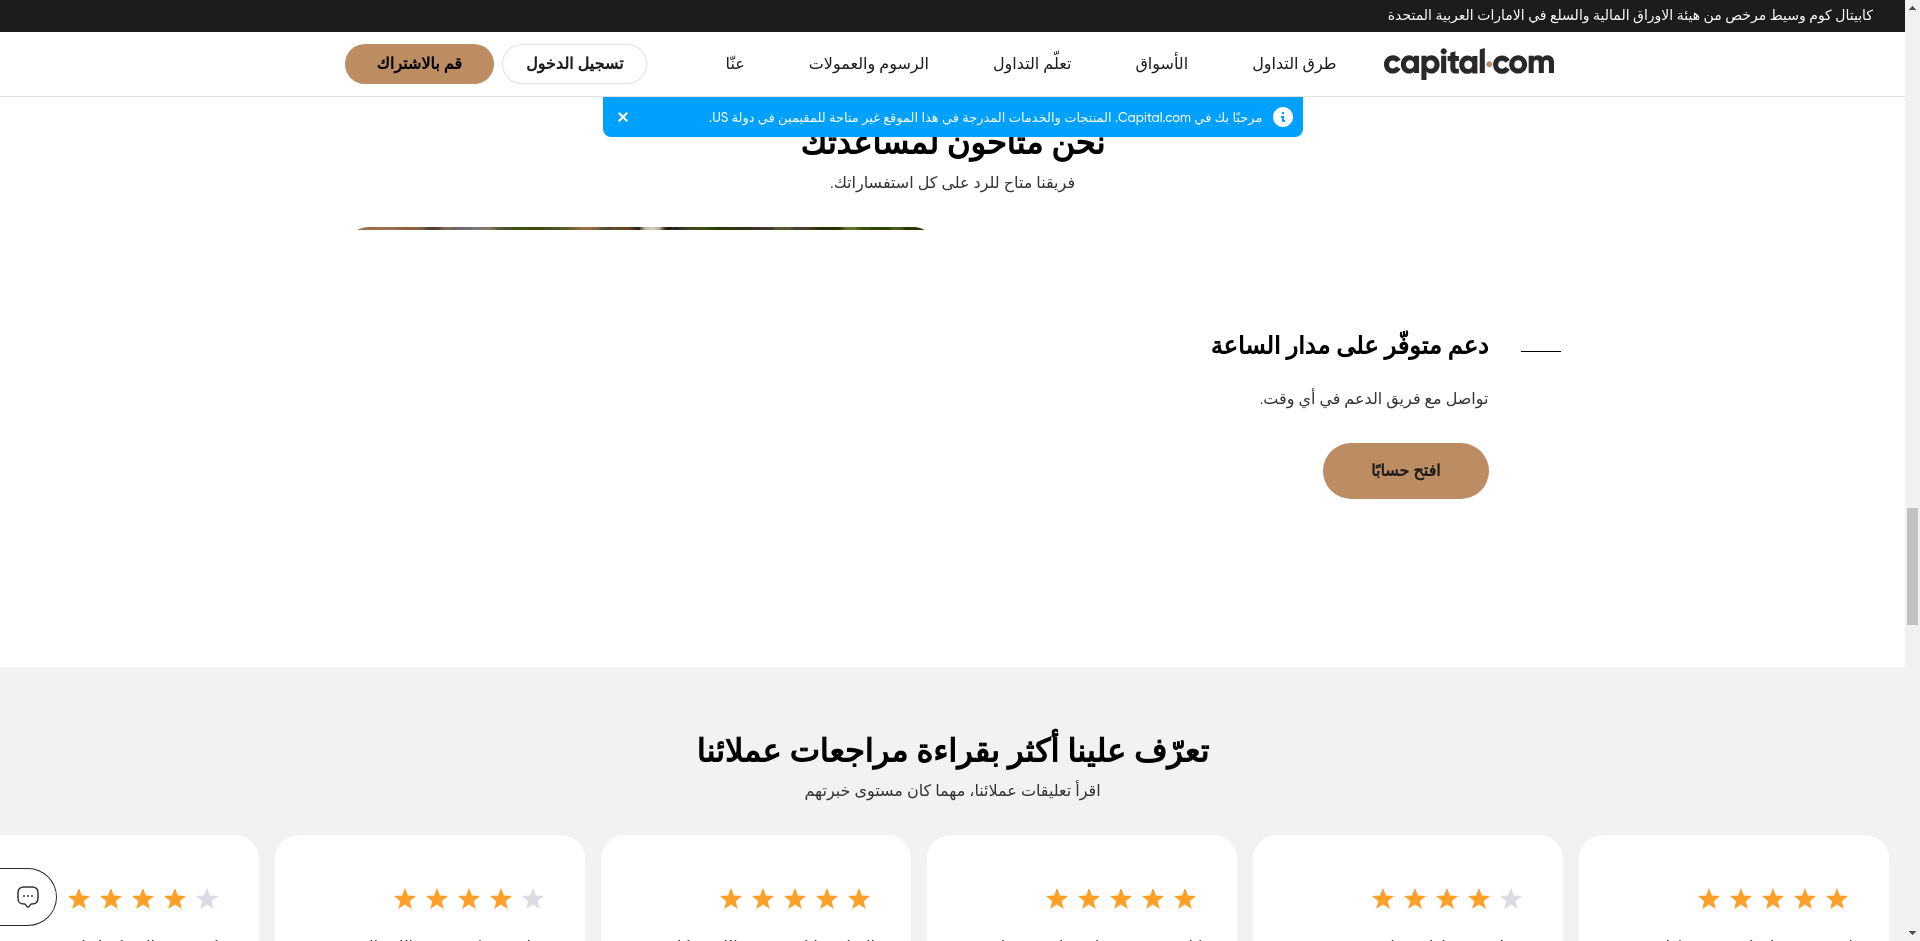 كابيتال كوم وسيط مرخص من هيئة الاوراق المالية والسلع في الامارات العربية المتحدة
capital.com
طرق التداول
الأسواق
تعلّم التداول
الرسوم والعمولات
عنّا
تسجيل الدخول
قم بالاشتراك
مرحبًا بك في Capital.com. المنتجات والخدمات المدرجة في هذا الموقع غير متاحة للمقيمين في دولة US.
نحن متاحون لمساعدتك
فريقنا متاح للرد على كل استفساراتك.
دعم متوفّر على مدار الساعة
تواصل مع فريق الدعم في أي وقت.
افتح حسابًا
تعرّف علينا أكثر بقراءة مراجعات عملائنا
اقرأ تعليقات عملائنا، مهما كان مستوى خبرتهم